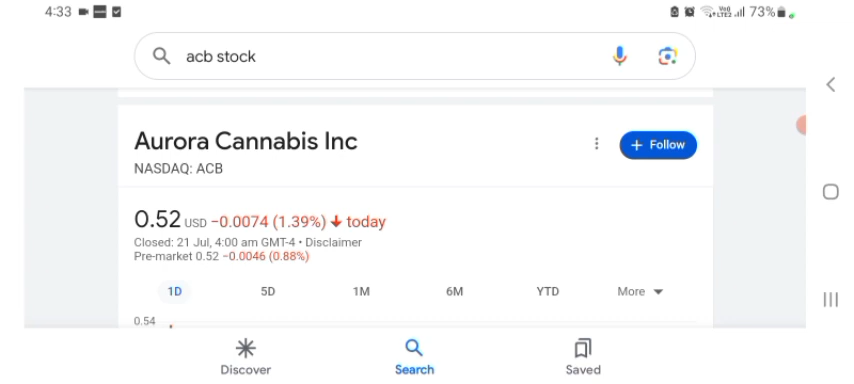 4:33
Vo) LTE2 73%
acb stock
Aurora Cannabis Inc
+ Follow
NASDAQ: ACB
0.52 USD −0.0074 (1.39%) ↓ today
Closed: 21 Jul, 4:00 am GMT-4 • Disclaimer
Pre-market 0.52 −0.0046 (0.88%)
1D 5D 1M 6M YTD More
0.54
Discover Search Saved